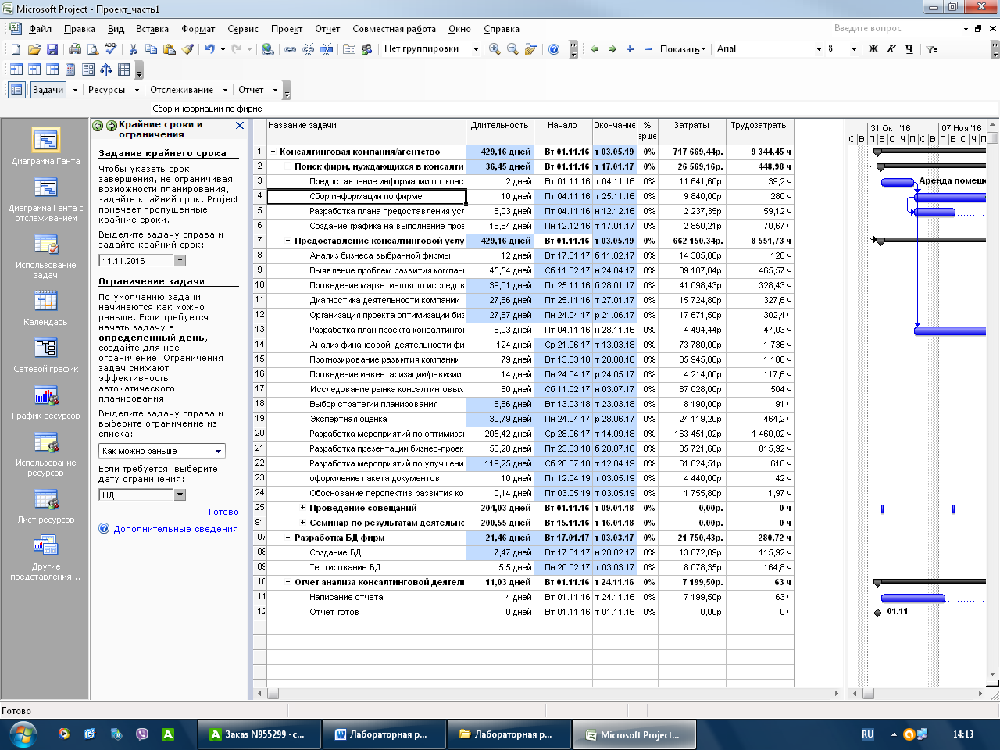 Microsoft Project - Проект_часть1
Файл Правка Вид Вставка Формат Сервис Проект Отчет Совместная работа Окно Справка Введите вопрос
Нет группировки Показать Arial 8 Ж К Ч
Задачи Ресурсы Отслеживание Отчет
Сбор информации по фирме
Диаграмма Ганта
Диаграмма Ганта с отслеживанием
Использование задач
Календарь
Сетевой график
График ресурсов
Использование ресурсов
Лист ресурсов
Другие представления...
Крайние сроки и ограничения
Задание крайнего срока
Чтобы указать срок
завершения, не ограничивая
возможности планирования,
задайте крайний срок. Project
помечает пропущенные
крайние сроки.
Выделите задачу справа и
задайте крайний срок:
11.11.2016
Ограничение задачи
По умолчанию задачи
начинаются как можно
раньше. Если требуется
начать задачу в
определенный день,
создайте для нее
ограничение. Ограничения
задач снижают
эффективность
автоматического
планирования.
Выделите задачу справа и
выберите ограничение из
списка:
Как можно раньше
Если требуется, выберите
дату ограничения:
НД
Готово
Дополнительные сведения
Название задачи Длительность Начало Окончание % ерше Затраты Трудозатраты
1 − Консалтинговая компания/агентство 429,16 дней Вт 01.11.16 т 03.05.19 0% 717 669,44р. 9 344,45 ч
2 − Поиск фирм, нуждающихся в консалти 36,45 дней Вт 01.11.16 т 17.01.17 0% 26 569,16р. 448,98 ч
3 Предоставление информации по конс 2 дней Вт 01.11.16 т 04.11.16 0% 11 641,60р. 39,2 ч
4 Сбор информации по фирме 10 дней Пт 04.11.16 т 25.11.16 0% 9 840,00р. 280 ч
5 Разработка плана предоставления усл 6,03 дней Пт 04.11.16 н 12.12.16 0% 2 237,35р. 59,12 ч
6 Создание графика на выполнение прое 16,84 дней Пн 12.12.16 т 17.01.17 0% 2 850,21р. 70,67 ч
7 − Предоставление консалтинговой услу 429,16 дней Вт 01.11.16 т 03.05.19 0% 662 150,34р. 8 551,73 ч
8 Анализ бизнеса выбранной фирмы 12 дней Вт 17.01.17 б 11.02.17 0% 14 385,00р. 126 ч
9 Выявление проблем развития компан 45,54 дней Сб 11.02.17 н 24.04.17 0% 39 107,04р. 465,57 ч
10 Проведение маркетингового исследов 39,01 дней Пт 25.11.16 б 28.01.17 0% 41 098,43р. 328,43 ч
11 Диагностика деятельности компании 27,86 дней Пт 25.11.16 т 27.01.17 0% 15 724,80р. 327,6 ч
12 Организация проекта оптимизации биз 27,57 дней Пн 24.04.17 р 21.06.17 0% 17 671,50р. 302,4 ч
13 Разработка план проекта консалтинго 8,03 дней Пт 04.11.16 н 28.11.16 0% 4 494,44р. 47,03 ч
14 Анализ финансовой деятельности фи 124 дней Ср 21.06.17 т 13.03.18 0% 73 780,00р. 1 736 ч
15 Прогнозирование развития компании 79 дней Вт 13.03.18 т 28.08.18 0% 35 945,00р. 1 106 ч
16 Проведение инвентаризации/ревизии 14 дней Пн 24.04.17 р 24.05.17 0% 4 214,00р. 117,6 ч
17 Исследование рынка консалтинговых 60 дней Сб 11.02.17 н 03.07.17 0% 67 028,00р. 504 ч
18 Выбор стратегии планирования 6,86 дней Вт 13.03.18 т 23.03.18 0% 8 190,00р. 91 ч
19 Экспертная оценка 30,79 дней Пн 24.04.17 р 28.06.17 0% 24 119,20р. 464,2 ч
20 Разработка мероприятий по оптимиза 205,42 дней Ср 28.06.17 т 14.09.18 0% 163 451,02р. 1 460,02 ч
21 Разработка презентации бизнес-проек 58,28 дней Пт 23.03.18 б 28.07.18 0% 85 721,60р. 815,92 ч
22 Разработка мероприятий по улучшени 119,25 дней Сб 28.07.18 т 12.04.19 0% 61 024,51р. 616 ч
23 оформление пакета документов 10 дней Пт 12.04.19 т 03.05.19 0% 4 440,00р. 42 ч
24 Обоснование перспектив развития ко 0,14 дней Пт 03.05.19 т 03.05.19 0% 1 755,80р. 1,97 ч
25 + Проведение совещаний 204,03 дней Вт 01.11.16 т 09.01.18 0% 0,00р. 0 ч
91 + Семинар по результатам деятельно 200,55 дней Вт 15.11.16 т 16.01.18 0% 0,00р. 0 ч
07 − Разработка БД фирм 21,46 дней Вт 17.01.17 т 03.03.17 0% 21 750,43р. 280,72 ч
08 Создание БД 7,47 дней Вт 17.01.17 н 20.02.17 0% 13 672,09р. 115,92 ч
09 Тестирование БД 5,5 дней Пн 20.02.17 т 03.03.17 0% 8 078,35р. 164,8 ч
10 − Отчет анализа консалтинговой деятел 11,03 дней Вт 01.11.16 т 24.11.16 0% 7 199,50р. 63 ч
11 Написание отчета 4 дней Вт 01.11.16 т 24.11.16 0% 7 199,50р. 63 ч
12 Отчет готов 0 дней Вт 01.11.16 т 01.11.16 0% 0,00р. 0 ч
31 Окт '16 07 Ноя '16
С В П В С Ч П С В П В С Ч П
Аренда помеще
01.11
Готово
Заказ N955299 - с... Лабораторная р... Лабораторная р... Microsoft Project... RU 14:13